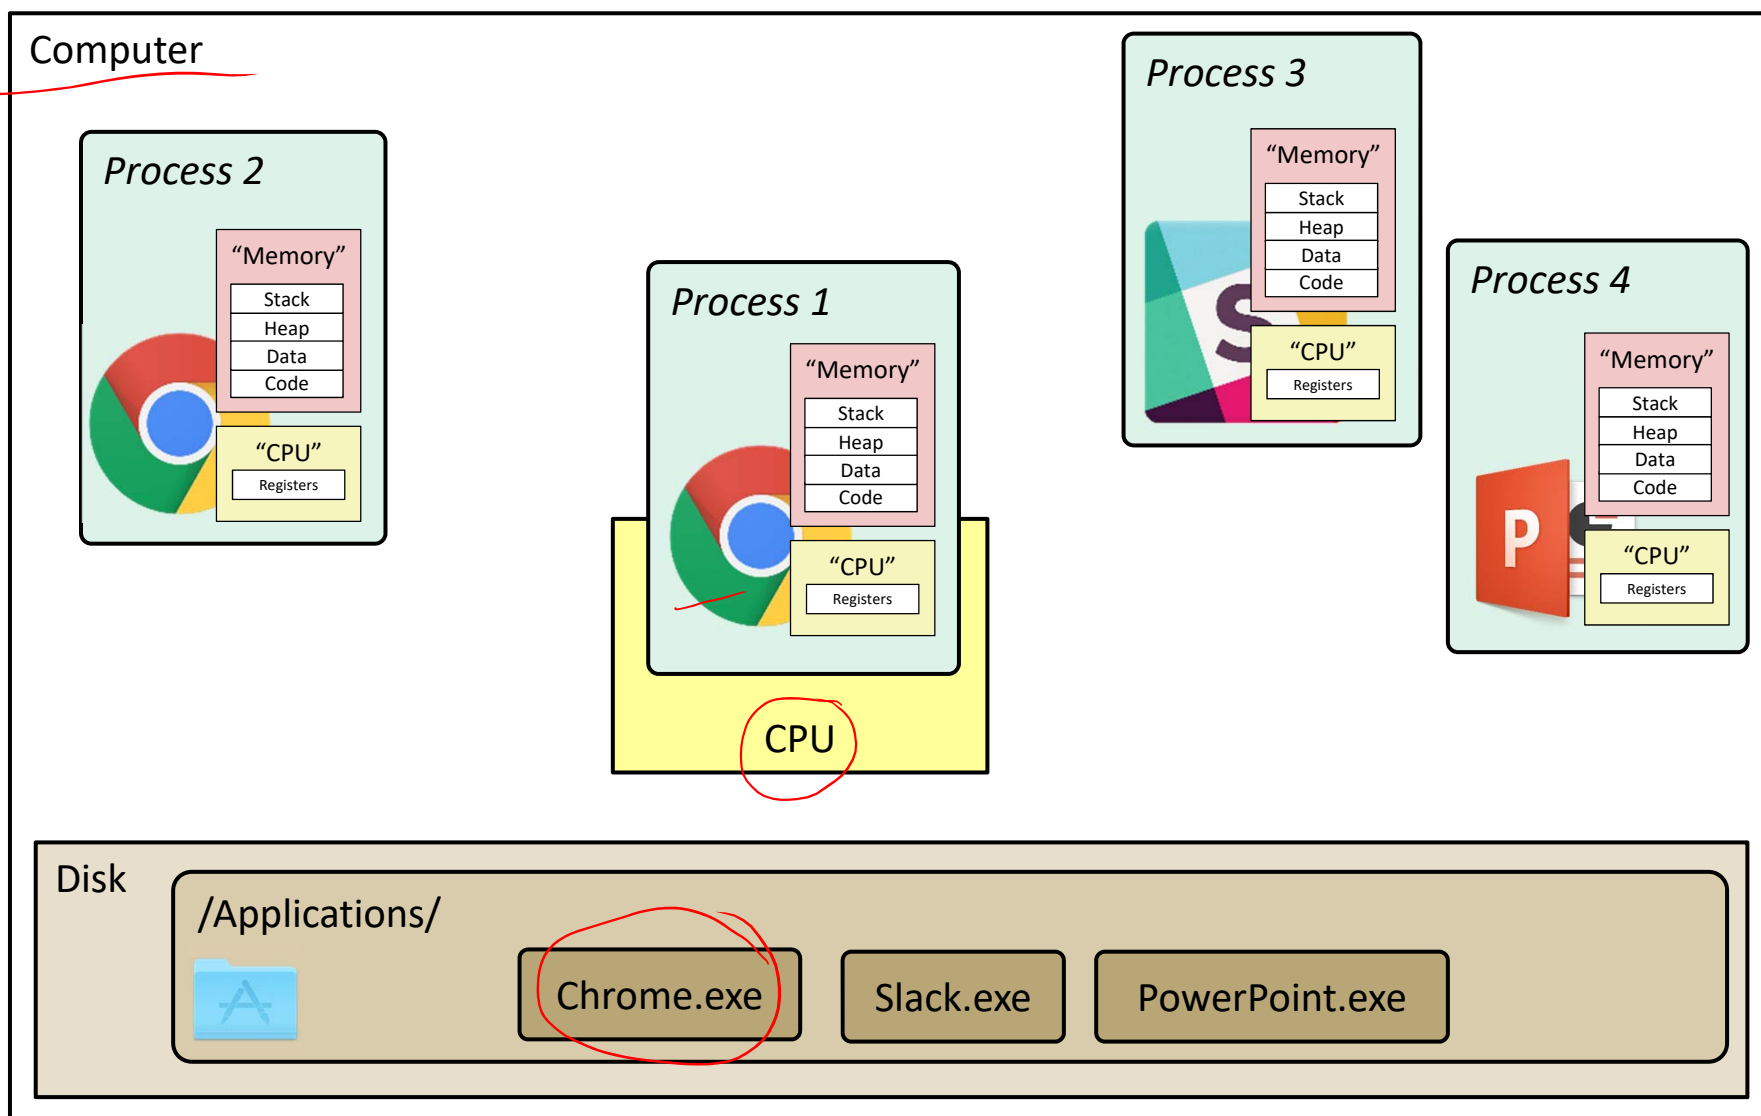 Computer
Process 2
“Memory”
Stack
Heap
Data
Code
“CPU”
Registers
Process 1
“Memory”
Stack
Heap
Data
Code
“CPU”
Registers
CPU
Process 3
“Memory”
Stack
Heap
Data
Code
“CPU”
Registers
S
Process 4
“Memory”
Stack
Heap
Data
Code
“CPU”
Registers
P
Disk
/Applications/
Chrome.exe
Slack.exe
PowerPoint.exe